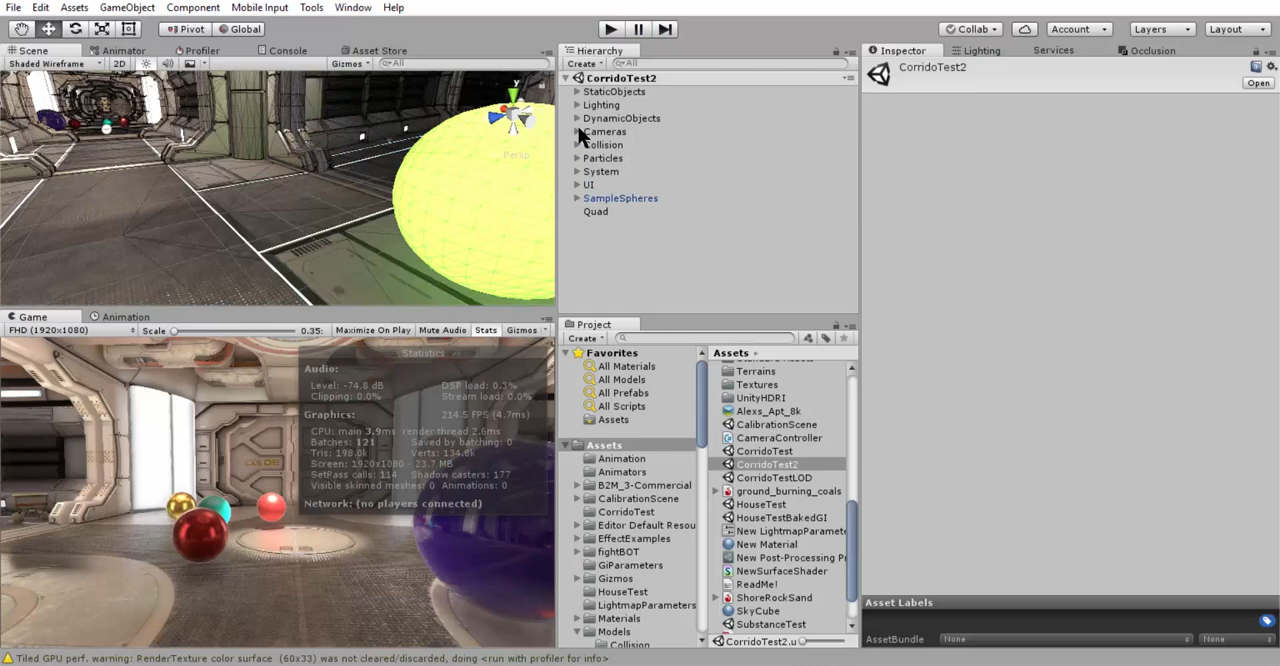 File Edit Assets GameObject Component Mobile Input Tools Window Help
Pivot Global Collab Account Layers Layout
Scene Animator Profiler Console Asset Store
Shaded Wireframe 2D Gizmos All
y
Persp
Hierarchy
Create All
CorridoTest2
StaticObjects
Lighting
DynamicObjects
Cameras
Collision
Particles
System
UI
SampleSpheres
Quad
Inspector Lighting Services Occlusion
CorridoTest2
Open
Game Animation
FHD (1920x1080) Scale 0.35: Maximize On Play Mute Audio Stats Gizmos
Statistics
Audio:
Level: -74.8 dB DSP load: 0.3%
Clipping: 0.0% Stream load: 0.0%
Graphics: 214.5 FPS (4.7ms)
CPU: main 3.9ms render thread 2.6ms
Batches: 121 Saved by batching: 0
Tris: 198.0k Verts: 134.8k
Screen: 1920x1080 - 23.7 MB
SetPass calls: 114 Shadow casters: 177
Visible skinned meshes: 0 Animations: 0
Network: (no players connected)
Project
Create
Favorites
All Materials
All Models
All Prefabs
All Scripts
Assets
Assets
Animation
Animators
B2M_3-Commercial
CalibrationScene
CorridoTest
Editor Default Resou
EffectExamples
fightBOT
GiParameters
Gizmos
HouseTest
LightmapParameters
Materials
Models
Collision
Assets
Standard Assets
Terrains
Textures
UnityHDRI
Alexs_Apt_8k
CalibrationScene
CameraController
CorridoTest
CorridoTest2
CorridoTestLOD
ground_burning_coals
HouseTest
HouseTestBakedGI
New LightmapParamete
New Material
New Post-Processing Pr
NewSurfaceShader
ReadMe!
ShoreRockSand
SkyCube
SubstanceTest
CorridoTest2.u
Asset Labels
AssetBundle None None
Tiled GPU perf. warning: RenderTexture color surface (60x33) was not cleared/discarded, doing <run with profiler for info>